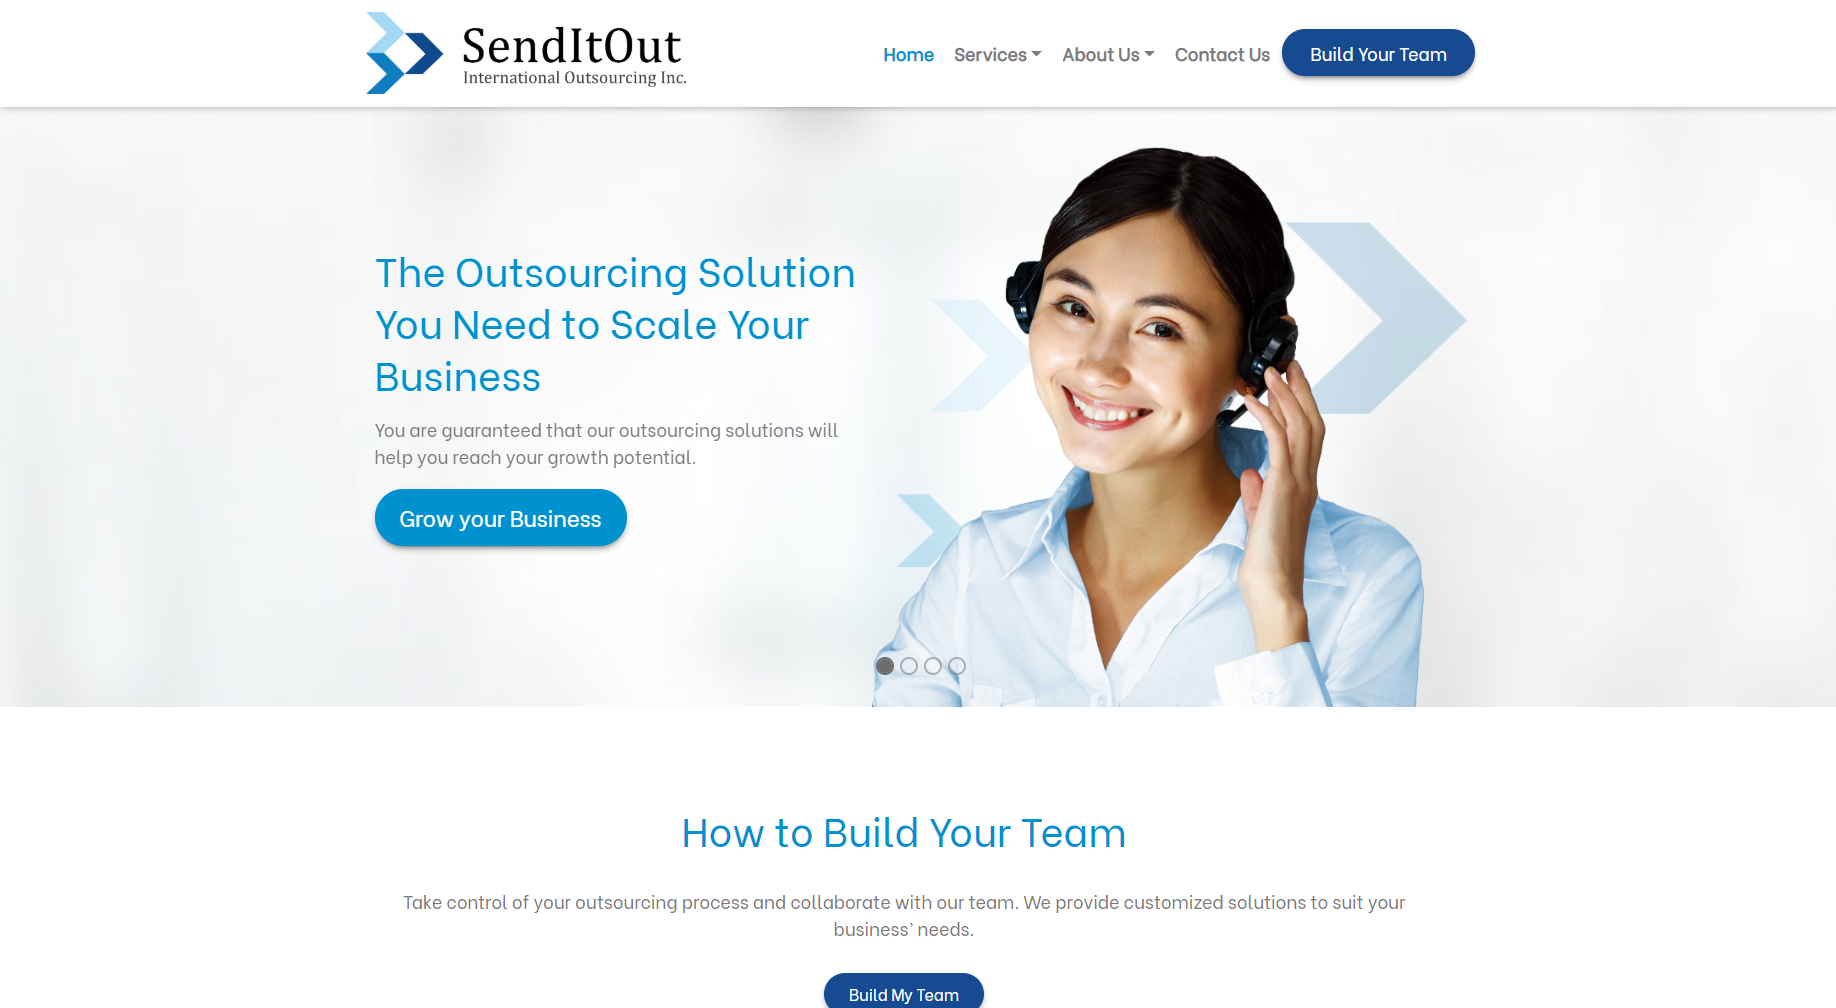 SendItOut
International Outsourcing Inc.
Home
Services
About Us
Contact Us
Build Your Team
The Outsourcing Solution
You Need to Scale Your
Business
You are guaranteed that our outsourcing solutions will
help you reach your growth potential.
Grow your Business
How to Build Your Team
Take control of your outsourcing process and collaborate with our team. We provide customized solutions to suit your
business’ needs.
Build My Team